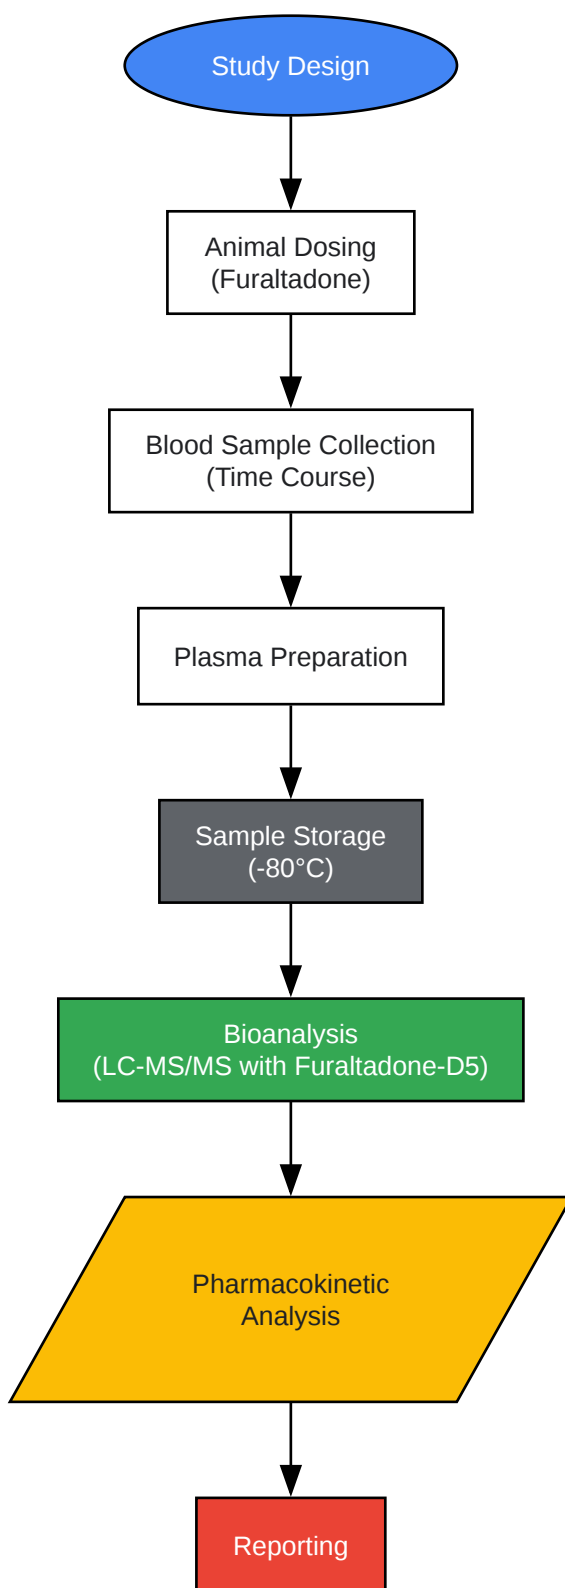 Study Design
Animal Dosing
(Furaltadone)
Blood Sample Collection
(Time Course)
Plasma Preparation
Sample Storage
(-80°C)
Bioanalysis
(LC-MS/MS with Furaltadone-D5)
Pharmacokinetic
Analysis
Reporting